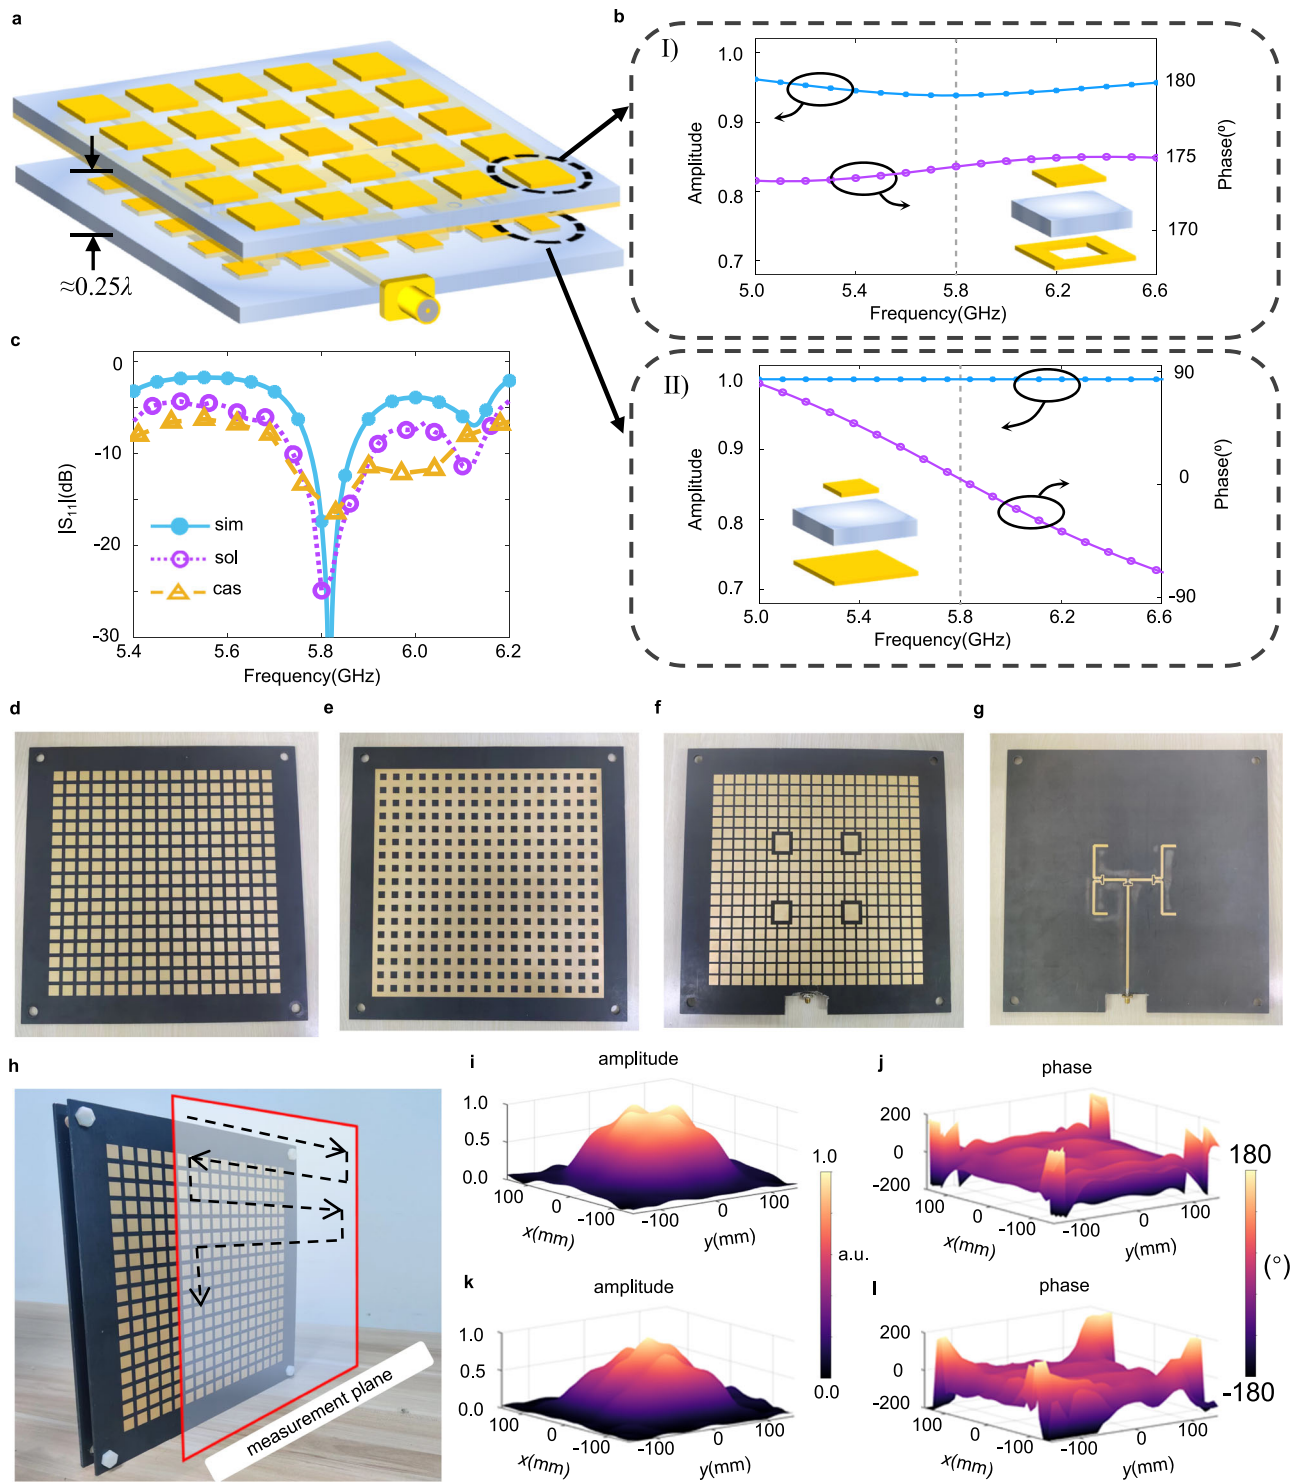 a
≈0.25λ
b
I)
1.0
0.9
0.8
0.7
Amplitude
180
175
170
Phase(º)
5.0
5.4
5.8
6.2
6.6
Frequency(GHz)
II)
1.0
0.9
0.8
0.7
Amplitude
90
0
-90
Phase(º)
5.0
5.4
5.8
6.2
6.6
Frequency(GHz)
c
0
-10
-20
-30
|S11|(dB)
sim
sol
cas
5.4
5.6
5.8
6.0
6.2
Frequency(GHz)
d
e
f
g
h
measurement plane
i
amplitude
1.0
0.5
0.0
100
0
-100
x(mm)
-100
0
100
y(mm)
1.0
a.u.
0.0
j
phase
200
0
-200
100
0
-100
x(mm)
-100
0
100
y(mm)
180
(°)
-180
k
amplitude
1.0
0.5
0.0
100
0
-100
x(mm)
-100
0
100
y(mm)
l
phase
200
0
-200
100
0
-100
x(mm)
-100
0
100
y(mm)